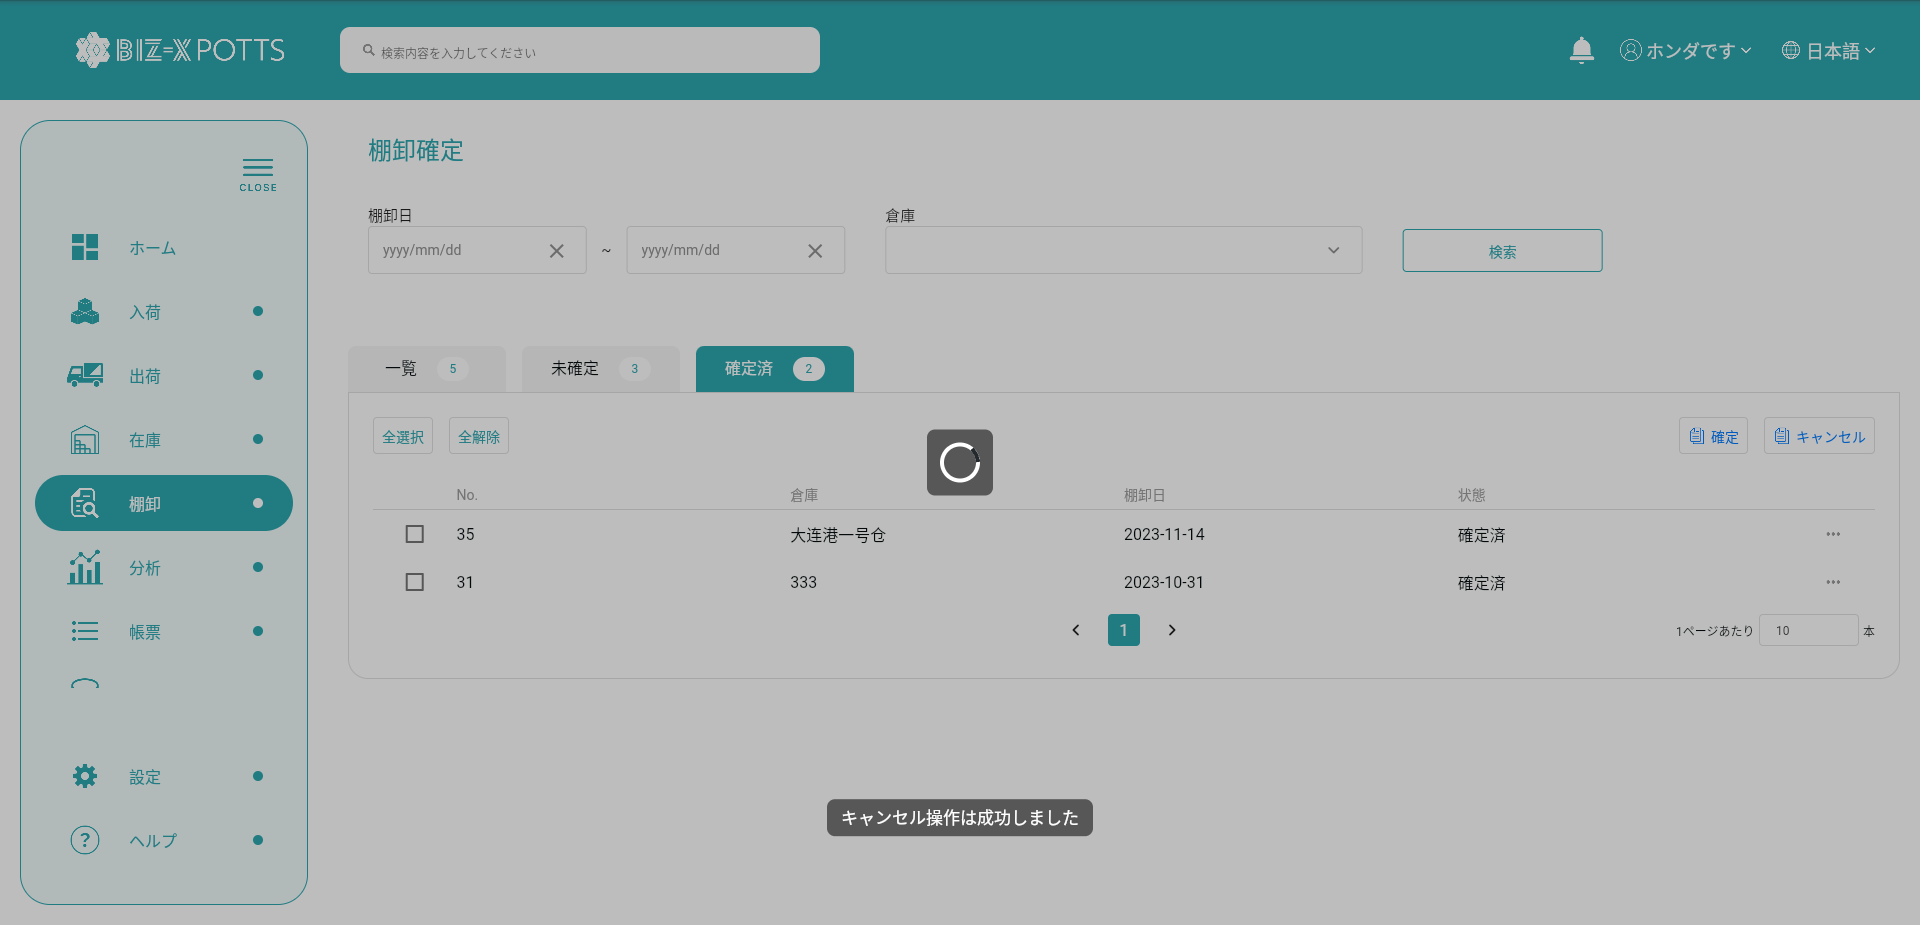 BIZ-X POTTS
検索内容を入力してください
ホンダです
日本語
CLOSE
ホーム
入荷
出荷
在庫
棚卸
分析
帳票
設定
? ヘルプ
棚卸確定
棚卸日
yyyy/mm/dd ~ yyyy/mm/dd
倉庫
検索
一覧 5
未確定 3
確定済 2
全選択 全解除
確定 キャンセル
No. 倉庫 棚卸日 状態
35 大连港一号仓 2023-11-14 確定済 ···
31 333 2023-10-31 確定済 ···
1
1ページあたり 10 本
キャンセル操作は成功しました